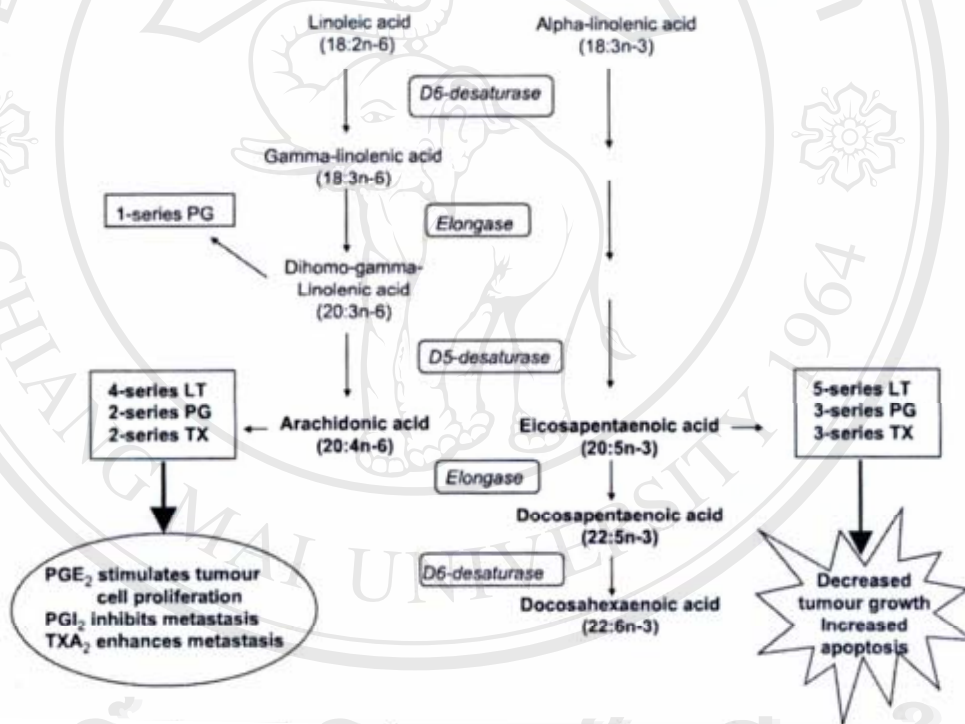 Linoleic acid
(18:2n-6)
Alpha-linolenic acid
(18:3n-3)
D6-desaturase
Gamma-linolenic acid
(18:3n-6)
1-series PG
Elongase
Dihomo-gamma-
Linolenic acid
(20:3n-6)
D5-desaturase
4-series LT
2-series PG
2-series TX
Arachidonic acid
(20:4n-6)
Eicosapentaenoic acid
(20:5n-3)
5-series LT
3-series PG
3-series TX
Elongase
Docosapentaenoic acid
(22:5n-3)
D6-desaturase
Docosahexaenoic acid
(22:6n-3)
PGE₂ stimulates tumour
cell proliferation
PGI₂ inhibits metastasis
TXA₂ enhances metastasis
Decreased
tumour growth
Increased
apoptosis
CHIANG MAI UNIVERSITY 1964